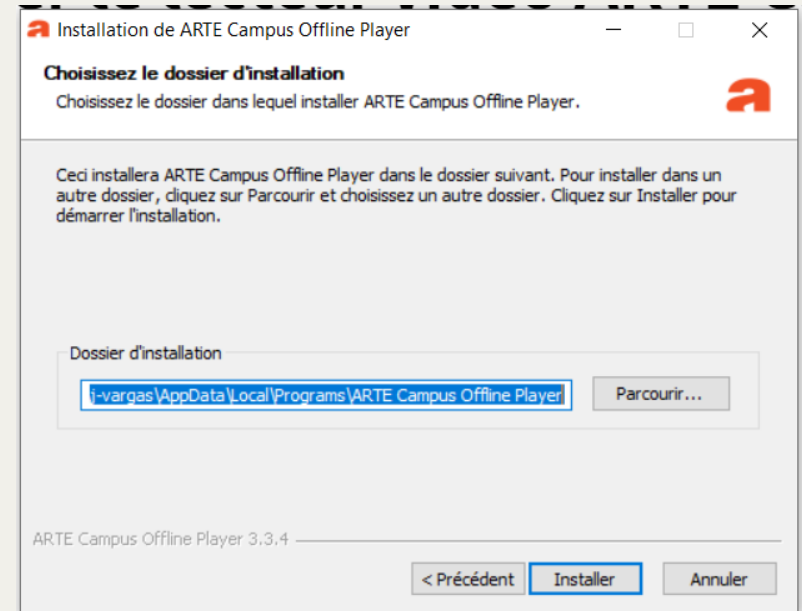 Installation de ARTE Campus Offline Player
Choisissez le dossier d'installation
Choisissez le dossier dans lequel installer ARTE Campus Offline Player.
Ceci installera ARTE Campus Offline Player dans le dossier suivant. Pour installer dans un
autre dossier, cliquez sur Parcourir et choisissez un autre dossier. Cliquez sur Installer pour
démarrer l'installation.
Dossier d'installation
j-vargas\AppData\Local\Programs\ARTE Campus Offline Player
Parcourir...
ARTE Campus Offline Player 3.3.4
< Précédent
Installer
Annuler